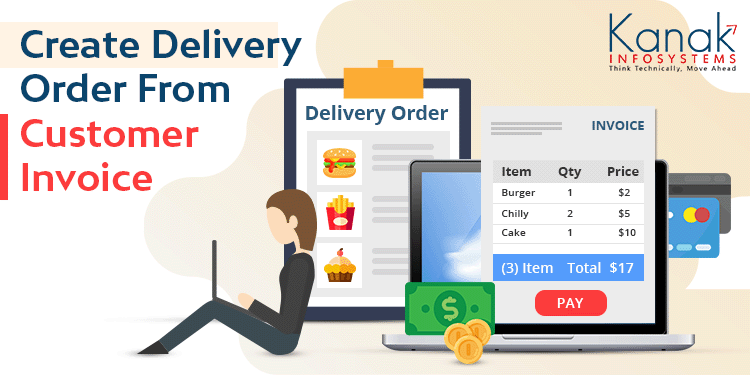 Create Delivery
Order From
Customer
Invoice
Kanak
INFOSYSTEMS
Think Technically, Move Ahead
Delivery Order
INVOICE
Item Qty Price
Burger 1 $2
Chilly 2 $5
Cake 1 $10
(3) Item Total $17
PAY
$